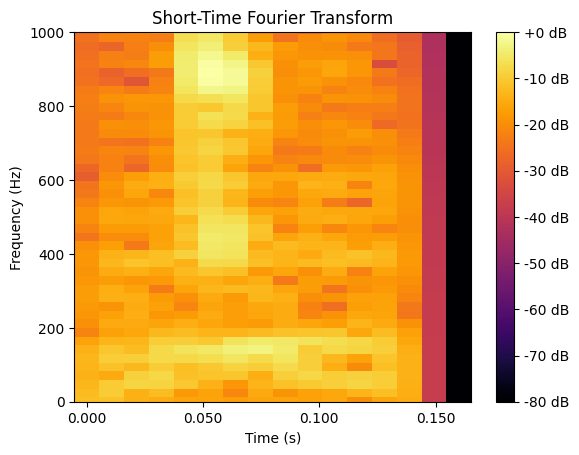 Short-Time Fourier Transform
1000
800
600
400
200
0
Frequency (Hz)
0.000
0.050
0.100
0.150
Time (s)
+0 dB
-10 dB
-20 dB
-30 dB
-40 dB
-50 dB
-60 dB
-70 dB
-80 dB